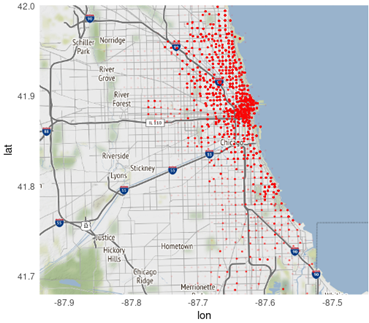 42.0
41.9
41.8
41.7
lat
Schiller
Park
Norridge
River
Grove
River
Forest
IL 110
Chicago
Riverside
Stickney
Lyons
Justice
Hickory
Hills
Hometown
Chicago
Ridge
Merrionette
-87.9
-87.8
-87.7
-87.6
-87.5
lon